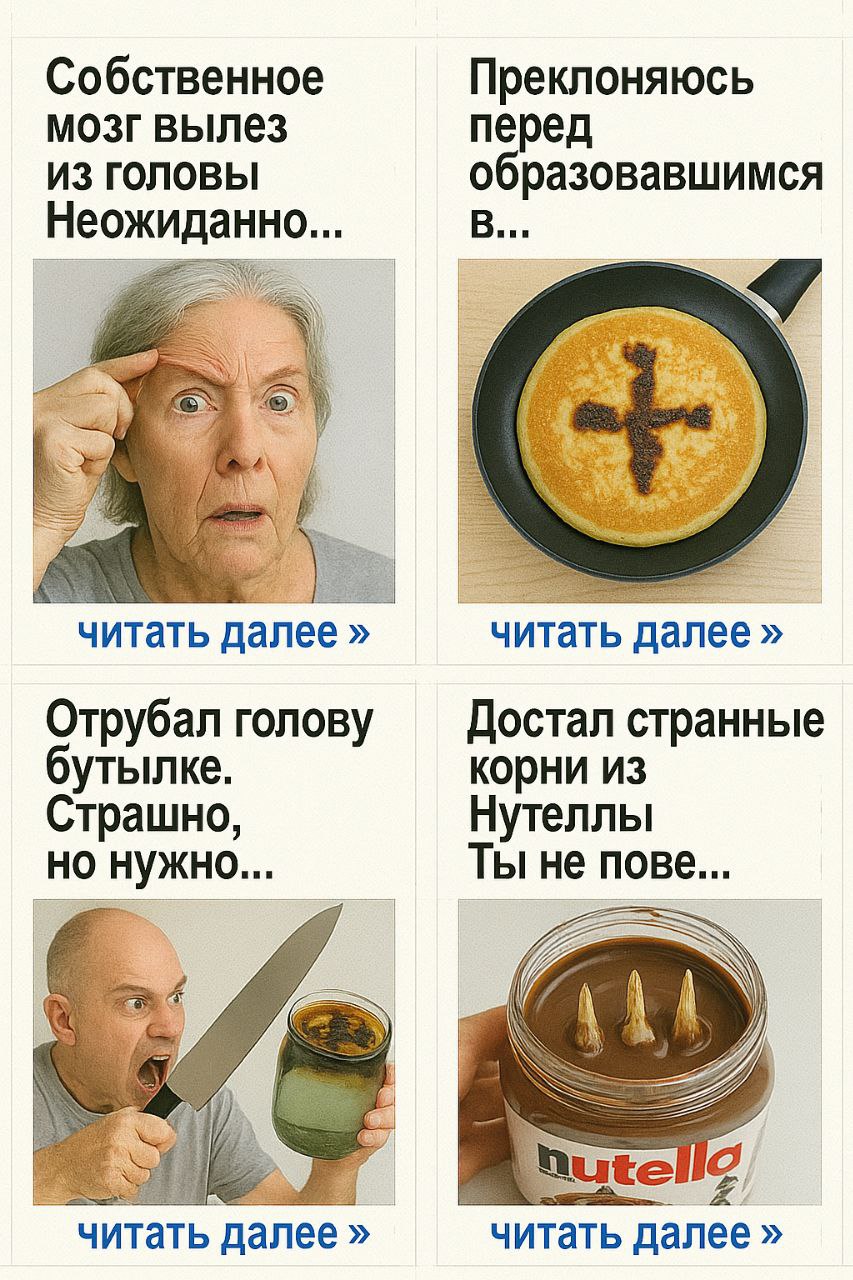 Собственное
мозг вылез
из головы
Неожиданно...
читать далее »
Преклоняюсь
перед
образовавшимся
в...
читать далее »
Отрубал голову
бутылке.
Страшно,
но нужно...
читать далее »
Достал странные
корни из
Нутеллы
Ты не пове...
nutella
читать далее »